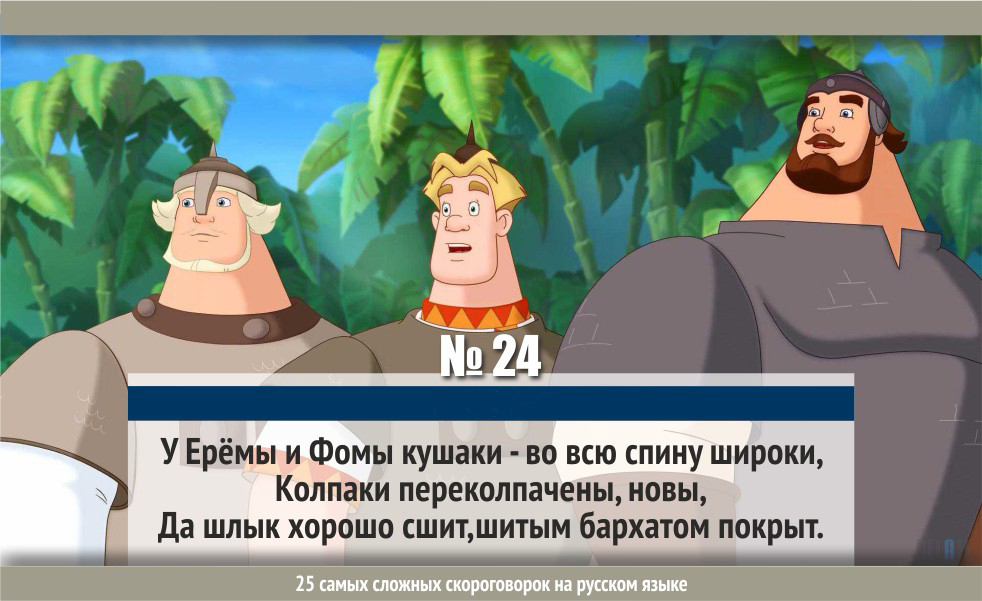 № 24
У Ерёмы и Фомы кушаки - во всю спину широки,
Колпаки переколпачены, новы,
Да шлык хорошо сшит,шитым бархатом покрыт.
25 самых сложных скороговорок на русском языке